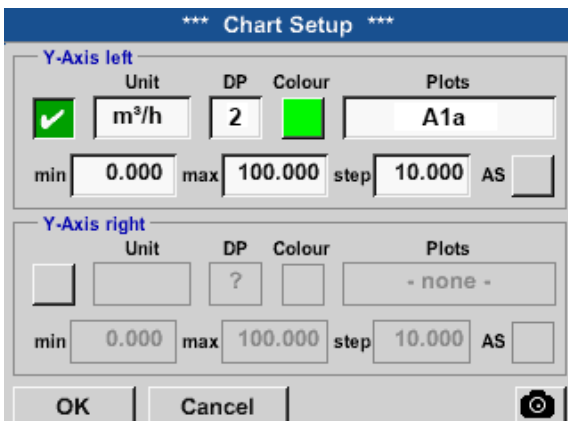 *** Chart Setup ***
Y-Axis left
Unit DP Colour Plots
m³/h 2 A1a
min 0.000 max 100.000 step 10.000 AS
Y-Axis right
Unit DP Colour Plots
? - none -
min 0.000 max 100.000 step 10.000 AS
OK Cancel